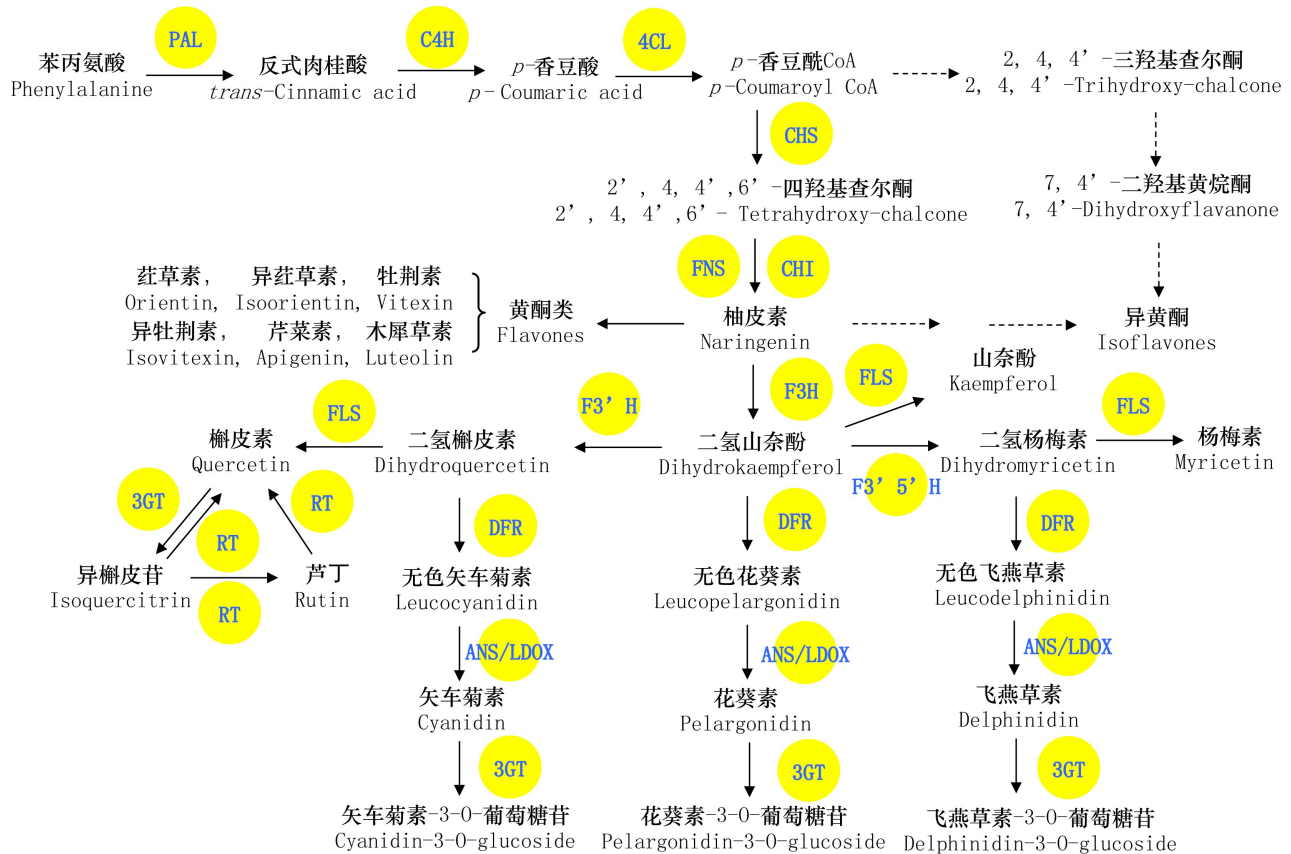 PAL
C4H
4CL
苯丙氨酸
Phenylalanine
反式肉桂酸
trans-Cinnamic acid
p-香豆酸
p-Coumaric acid
p-香豆酰CoA
p-Coumaroyl CoA
2, 4, 4’-三羟基查尔酮
2, 4, 4’-Trihydroxy-chalcone
CHS
2’, 4, 4’,6’-四羟基查尔酮
2’, 4, 4’,6’- Tetrahydroxy-chalcone
7, 4’-二羟基黄烷酮
7, 4’-Dihydroxyflavanone
FNS
CHI
荭草素, 异荭草素, 牡荆素
Orientin, Isoorientin, Vitexin
异牡荆素, 芹菜素, 木犀草素
Isovitexin, Apigenin, Luteolin
黄酮类
Flavones
柚皮素
Naringenin
异黄酮
Isoflavones
山奈酚
Kaempferol
F3’H
F3H
FLS
FLS
FLS
槲皮素
Quercetin
二氢槲皮素
Dihydroquercetin
二氢山奈酚
Dihydrokaempferol
二氢杨梅素
Dihydromyricetin
杨梅素
Myricetin
F3’5’H
3GT
RT
RT
DFR
DFR
DFR
异槲皮苷
Isoquercitrin
RT
芦丁
Rutin
无色矢车菊素
Leucocyanidin
无色花葵素
Leucopelargonidin
无色飞燕草素
Leucodelphinidin
ANS/LDOX
ANS/LDOX
ANS/LDOX
矢车菊素
Cyanidin
花葵素
Pelargonidin
飞燕草素
Delphinidin
3GT
3GT
3GT
矢车菊素-3-O-葡萄糖苷
Cyanidin-3-O-glucoside
花葵素-3-O-葡萄糖苷
Pelargonidin-3-O-glucoside
飞燕草素-3-O-葡萄糖苷
Delphinidin-3-O-glucoside